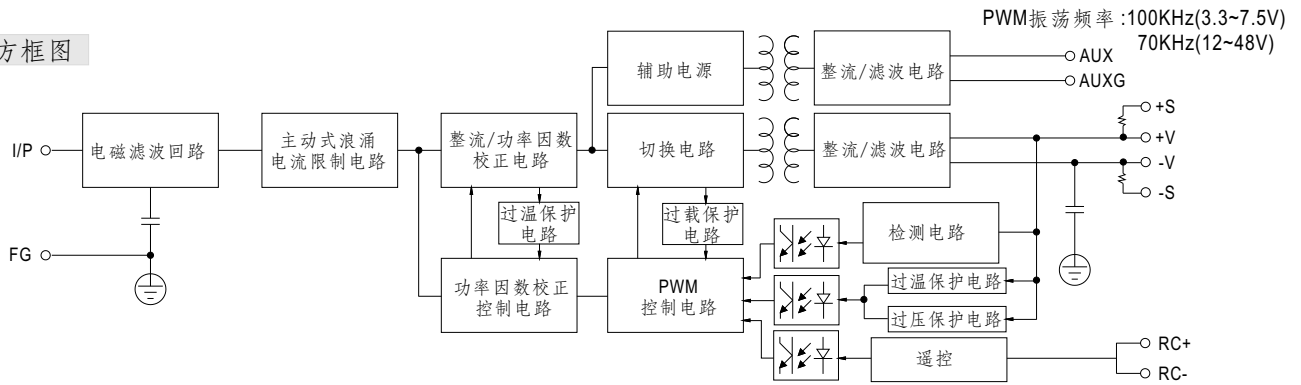 PWM振荡频率 :100KHz(3.3~7.5V)
70KHz(12~48V)
方框图
辅助电源
整流/滤波电路
AUX
AUXG
I/P
电磁滤波回路
主动式浪涌
电流限制电路
整流/功率因数
校正电路
切换电路
整流/滤波电路
+S
+V
-V
-S
过温保护
电路
过载保护
电路
检测电路
FG
功率因数校正
控制电路
PWM
控制电路
过温保护电路
过压保护电路
遥控
RC+
RC-